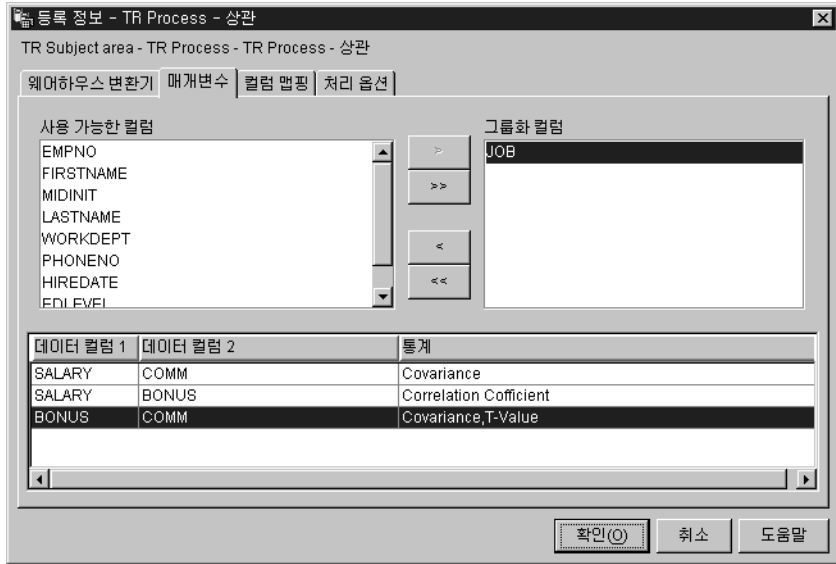 등록 정보 - TR Process - 상관
TR Subject area - TR Process - TR Process - 상관
웨어하우스 변환기 매개변수 컬럼 맵핑 처리 옵션
사용 가능한 컬럼
EMPNO
FIRSTNAME
MIDINIT
LASTNAME
WORKDEPT
PHONENO
HIREDATE
EDLEVEL
>
>>
<
<<
그룹화 컬럼
JOB
데이터 컬럼 1 데이터 컬럼 2 통계
SALARY COMM Covariance
SALARY BONUS Correlation Cofficient
BONUS COMM Covariance,T-Value
확인(O) 취소 도움말